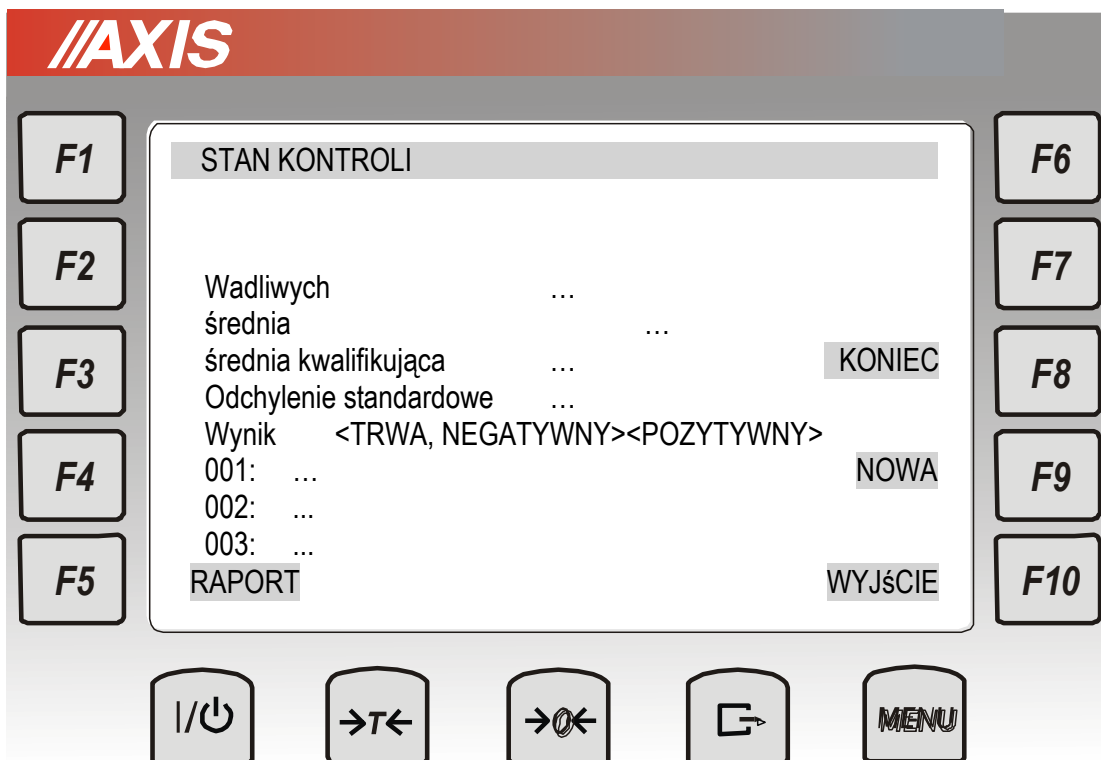 //AXIS
F1
STAN KONTROLI
F6
F2
F7
Wadliwych ...
średnia ...
F3
średnia kwalifikująca ...
KONIEC
F8
Odchylenie standardowe ...
Wynik <TRWA, NEGATYWNY><POZYTYWNY>
F4
001: ...
NOWA
F9
002: ...
003: ...
F5
RAPORT
WYJśCIE
F10
I/⏻
→T←
→0←
MENU